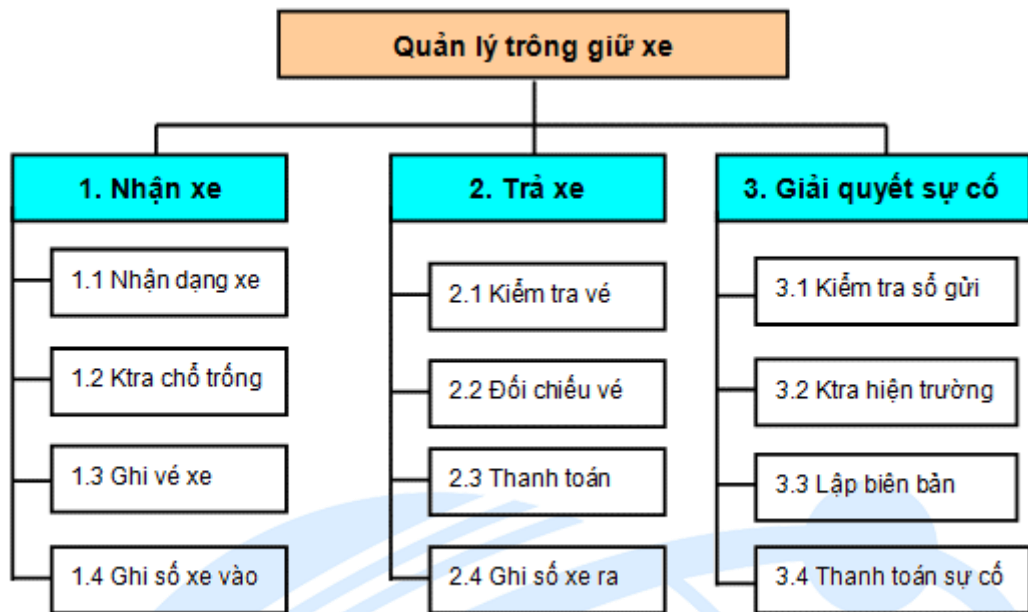 Quản lý trông giữ xe
1. Nhận xe
1.1 Nhận dạng xe
1.2 Ktra chỗ trống
1.3 Ghi vé xe
1.4 Ghi sổ xe vào
2. Trả xe
2.1 Kiểm tra vé
2.2 Đối chiếu vé
2.3 Thanh toán
2.4 Ghi sổ xe ra
3. Giải quyết sự cố
3.1 Kiểm tra sổ gửi
3.2 Ktra hiện trường
3.3 Lập biên bản
3.4 Thanh toán sự cố